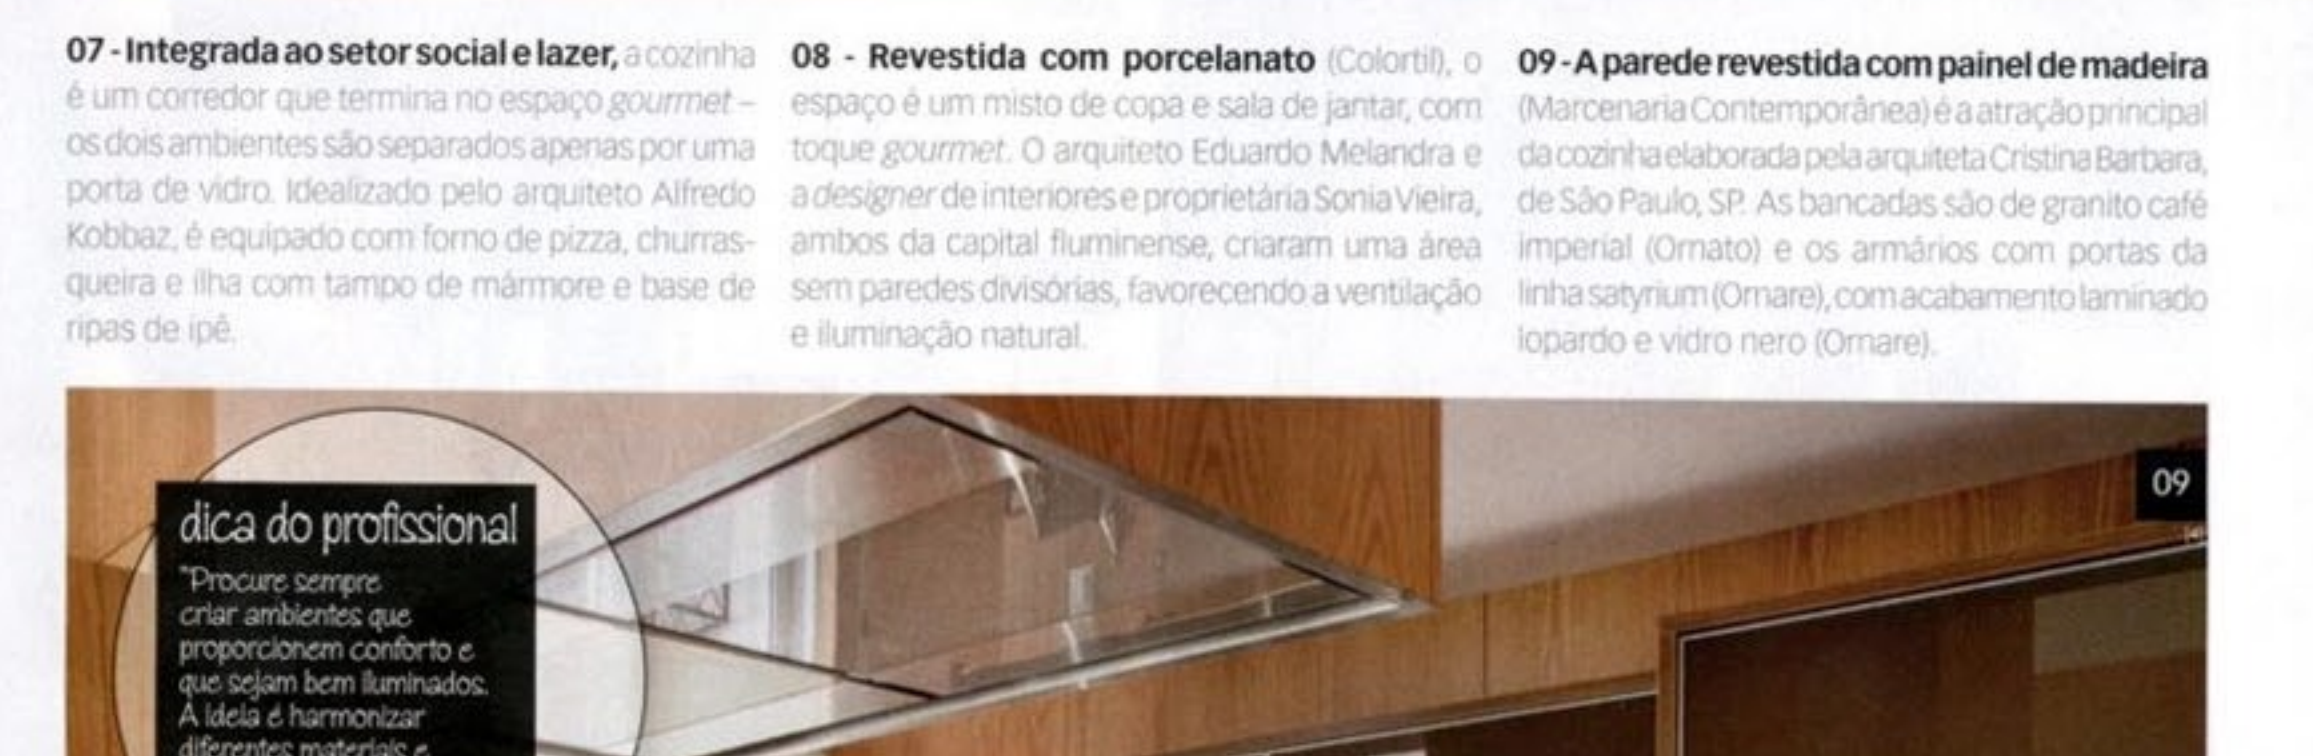 07 - Integrada ao setor social e lazer, a cozinha
é um corredor que termina no espaço gourmet –
os dois ambientes são separados apenas por uma
porta de vidro. Idealizado pelo arquiteto Alfredo
Kobbaz, é equipado com forno de pizza, churras-
queira e ilha com tampo de mármore e base de
ripas de ipê.
08 - Revestida com porcelanato (Colortil), o
espaço é um misto de copa e sala de jantar, com
toque gourmet. O arquiteto Eduardo Melandra e
a designer de interiores e proprietária Sonia Vieira,
ambos da capital fluminense, criaram uma área
sem paredes divisórias, favorecendo a ventilação
e iluminação natural.
09 - A parede revestida com painel de madeira
(Marcenaria Contemporânea) é a atração principal
da cozinha elaborada pela arquiteta Cristina Barbara,
de São Paulo, SP. As bancadas são de granito café
imperial (Ornato) e os armários com portas da
linha satyrium (Ornare), com acabamento laminado
lopardo e vidro nero (Ornare).
09
dica do profissional
"Procure sempre
criar ambientes que
proporcionem conforto e
que sejam bem iluminados.
A ideia é harmonizar
diferentes materiais e